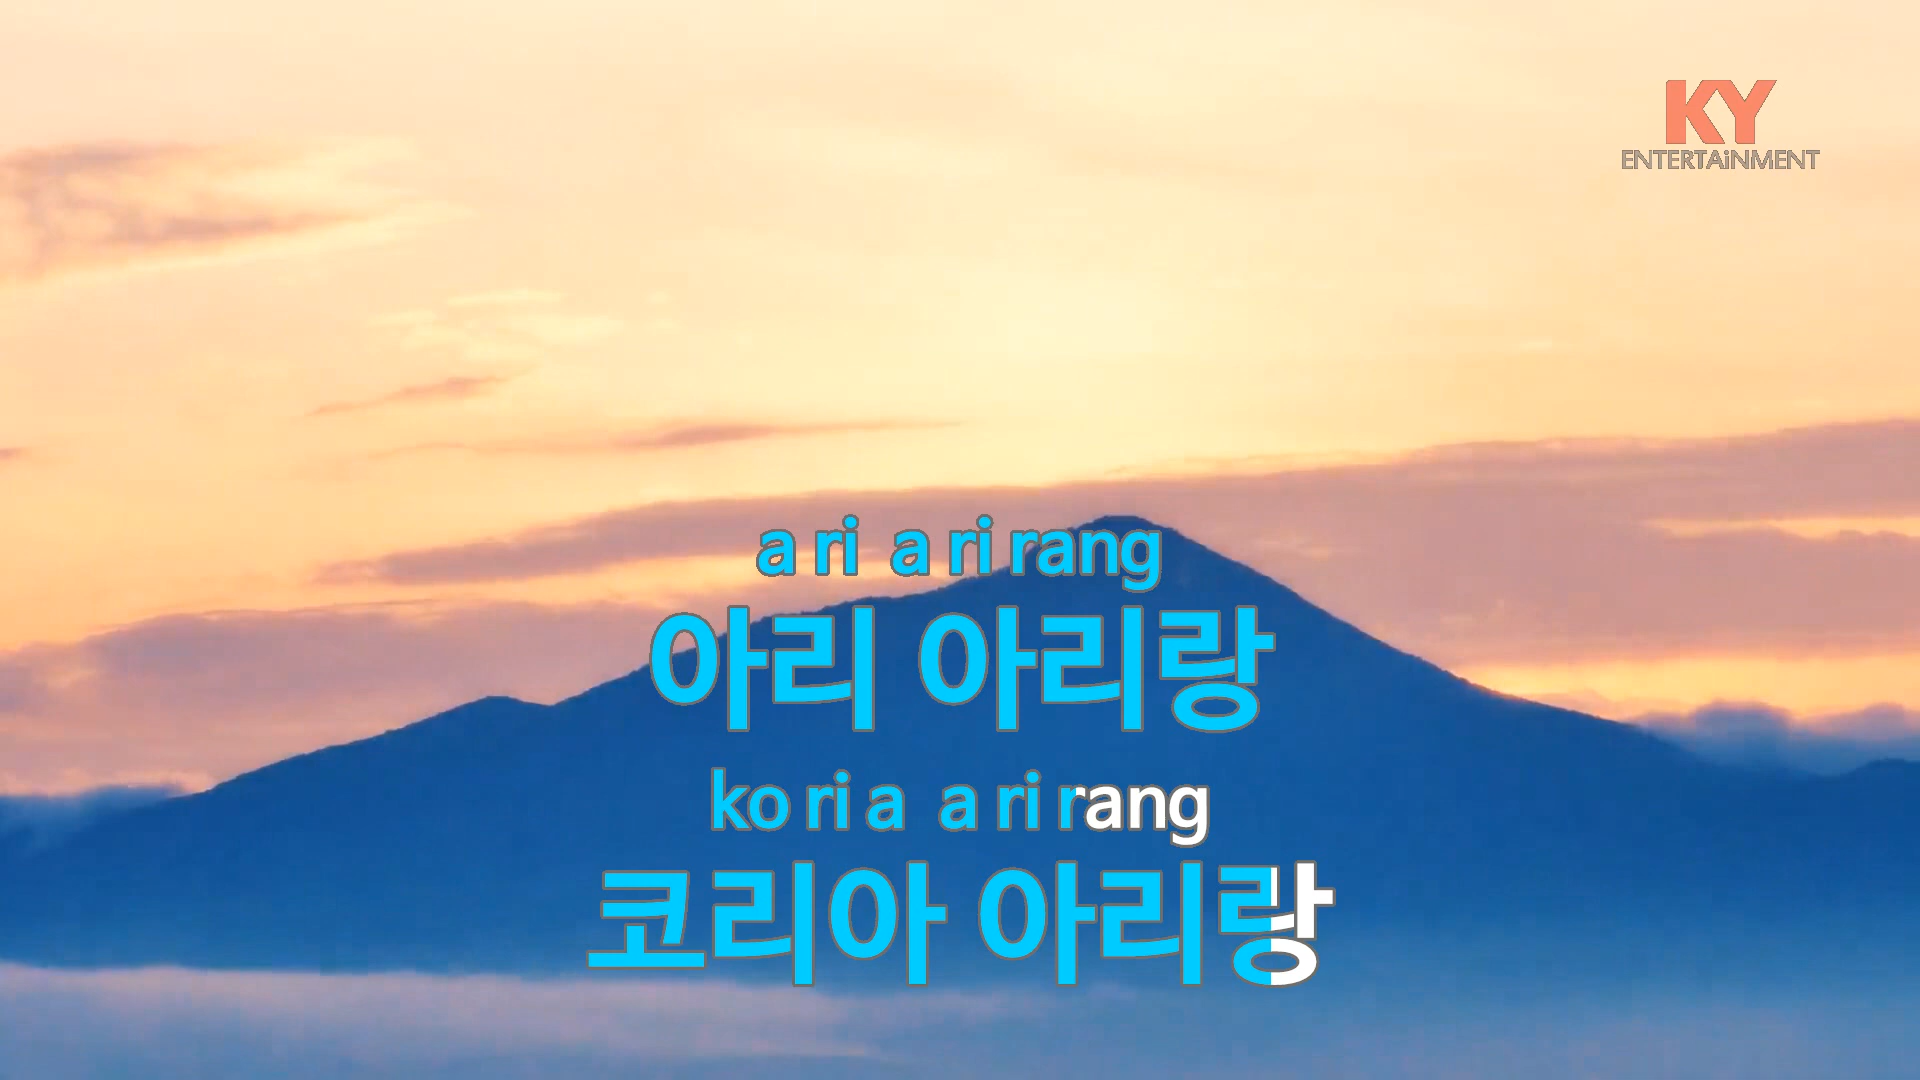 KY
ENTERTAiNMENT
a ri a ri rang
아리 아리랑
ko ri a a ri rang
코리아 아리랑